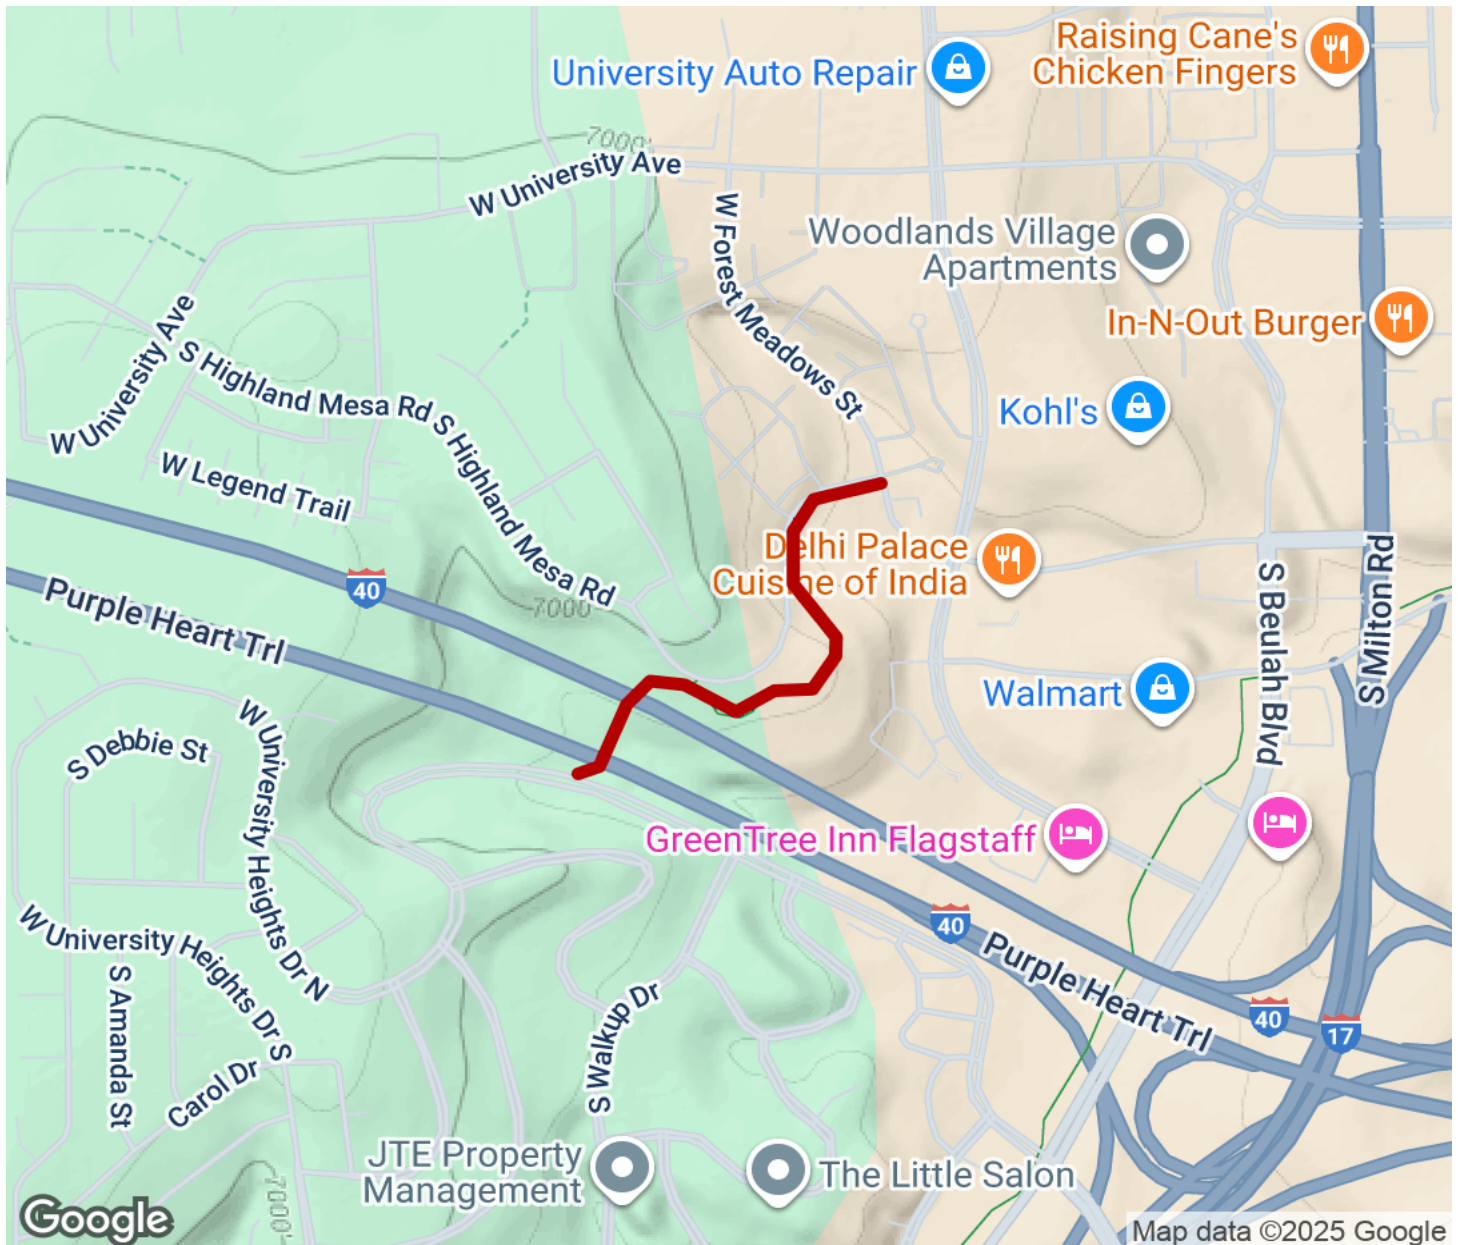 Raising Cane's
Chicken Fingers
University Auto Repair
7000'
W University Ave
W Forest Meadows St
Woodlands Village
Apartments
In-N-Out Burger
W University Ave
S Highland Mesa Rd
S Highland Mesa Rd
Kohl's
W Legend Trail
Delhi Palace
Cuisine of India
40
7000
Purple Heart Trl
S Beulah Blvd
S Milton Rd
Walmart
W University Heights Dr N
S Debbie St
GreenTree Inn Flagstaff
40
W University Heights Dr S
Purple Heart Trl
S Amanda St
S Walkup Dr
40
17
Carol Dr
JTE Property
Management
The Little Salon
7000'
Google
Map data ©2025 Google